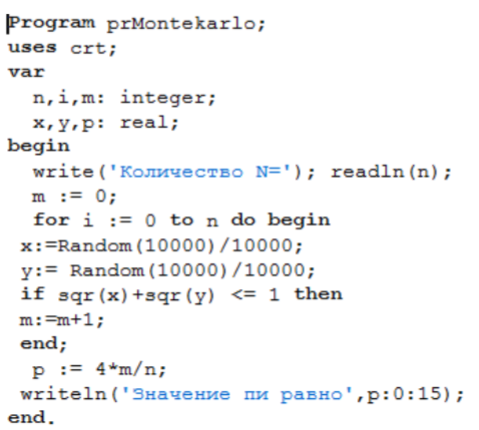 Program prMontekarlo;
uses crt;
var
n,i,m: integer;
x,y,p: real;
begin
write('Количество N='); readln(n);
m := 0;
for i := 0 to n do begin
x:=Random(10000)/10000;
y:= Random(10000)/10000;
if sqr(x)+sqr(y) <= 1 then
m:=m+1;
end;
p := 4*m/n;
writeln('Значение пи равно',p:0:15);
end.